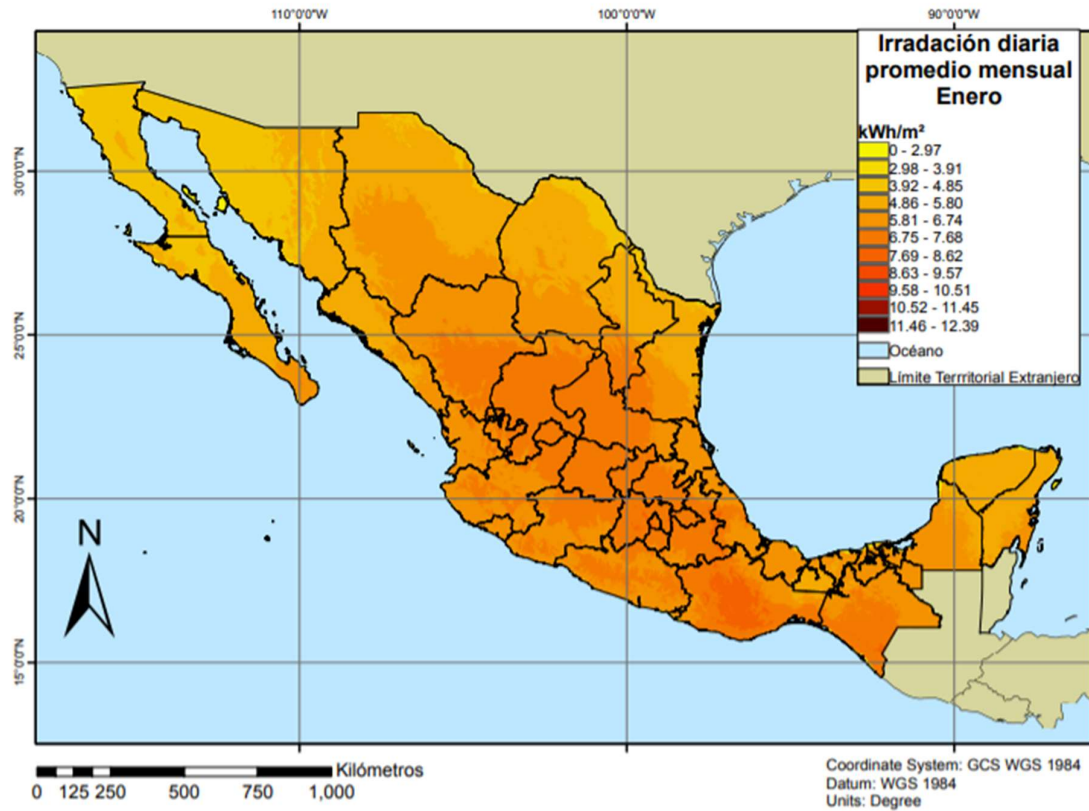 110°0'0"W
100°0'0"W
90°0'0"W
Irradación diaria
promedio mensual
Enero
kWh/m²
0 - 2.97
2.98 - 3.91
3.92 - 4.85
4.86 - 5.80
5.81 - 6.74
6.75 - 7.68
7.69 - 8.62
8.63 - 9.57
9.58 - 10.51
10.52 - 11.45
11.46 - 12.39
Océano
Límite Terrritorial Extranjero
30°0'0"N
25°0'0"N
20°0'0"N
15°0'0"N
N
Kilómetros
0 125 250 500 750 1,000
Coordinate System: GCS WGS 1984
Datum: WGS 1984
Units: Degree